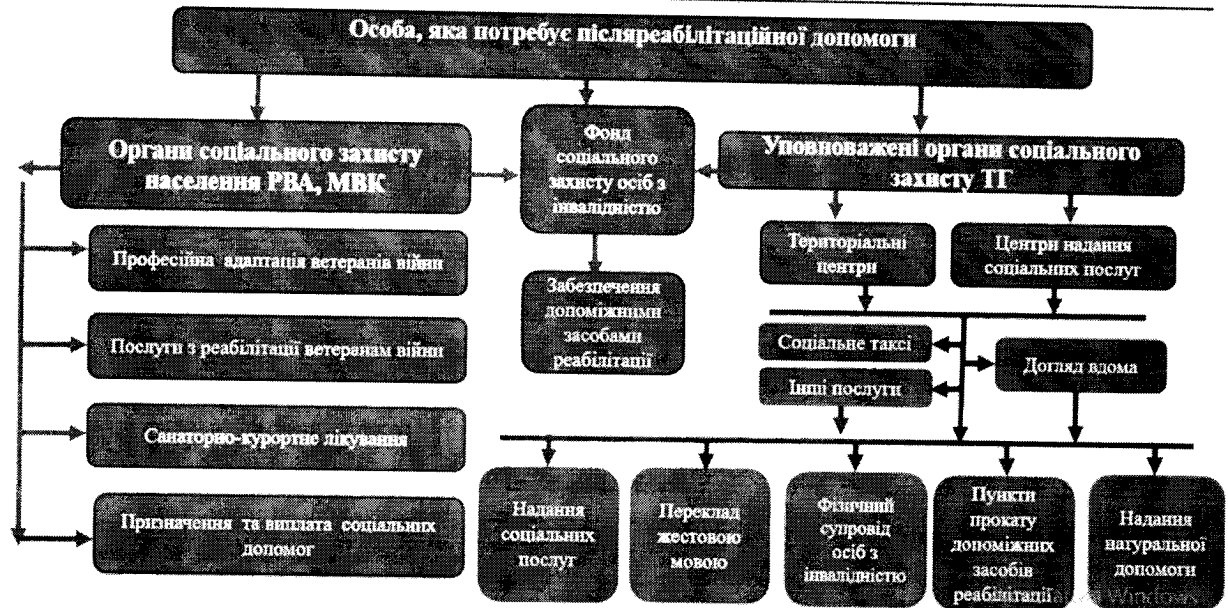 Особа, яка потребує післяреабілітаційної допомоги
Органи соціального захисту
населення РВА, МВК
Фонд
соціального
захисту осіб з
інвалідністю
Уповноважені органи соціального
захисту ТГ
Професійна адаптація ветеранів війни
Послуги з реабілітації ветеранам війни
Санаторно-курортне лікування
Призначення та виплата соціальних
допомог
Забезпечення
допоміжними
засобами
реабілітації
Територіальні
центри
Центри надання
соціальних послуг
Соціальне таксі
Інші послуги
Догляд вдома
Надання
соціальних
послуг
Переклад
жестовою
мовою
Фізичний
супровід
осіб з
інвалідністю
Пункти
прокату
допоміжних
засобів
реабілітації
Надання
натуральної
допомоги
Windows